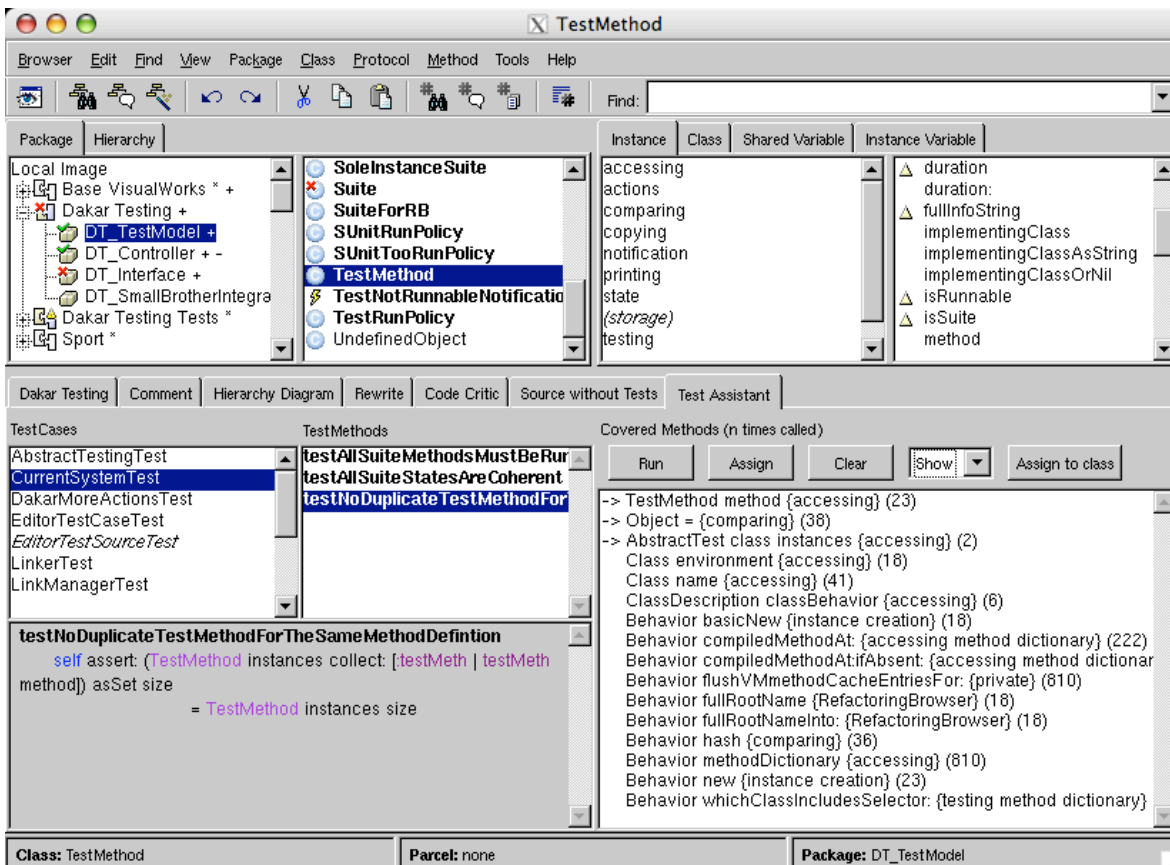 TestMethod
Browser Edit Find View Package Class Protocol Method Tools Help
Find:
Package Hierarchy
Instance Class Shared Variable Instance Variable
Local Image
Base VisualWorks * +
Dakar Testing +
DT_TestModel +
DT_Controller + -
DT_Interface +
DT_SmallBrotherIntegra
Dakar Testing Tests *
Sport *
SoleInstanceSuite
Suite
SuiteForRB
SUnitRunPolicy
SUnitTooRunPolicy
TestMethod
TestNotRunnableNotificatio
TestRunPolicy
UndefinedObject
accessing
actions
comparing
copying
notification
printing
state
(storage)
testing
duration
duration:
fullInfoString
implementingClass
implementingClassAsString
implementingClassOrNil
isRunnable
isSuite
method
Dakar Testing Comment Hierarchy Diagram Rewrite Code Critic Source without Tests Test Assistant
TestCases
AbstractTestingTest
CurrentSystemTest
DakarMoreActionsTest
EditorTestCaseTest
EditorTestSourceTest
LinkerTest
LinkManagerTest
TestMethods
testAllSuiteMethodsMustBeRur
testAllSuiteStatesAreCoherent
testNoDuplicateTestMethodFor
Covered Methods (n times called)
Run Assign Clear Show Assign to class
-> TestMethod method {accessing} (23)
-> Object = {comparing} (38)
-> AbstractTest class instances {accessing} (2)
Class environment {accessing} (18)
Class name {accessing} (41)
ClassDescription classBehavior {accessing} (6)
Behavior basicNew {instance creation} (18)
Behavior compiledMethodAt: {accessing method dictionary} (222)
Behavior compiledMethodAt:ifAbsent: {accessing method dictionar
Behavior flushVMmethodCacheEntriesFor: {private} (810)
Behavior fullRootName {RefactoringBrowser} (18)
Behavior fullRootNameInto: {RefactoringBrowser} (18)
Behavior hash {comparing} (36)
Behavior methodDictionary {accessing} (810)
Behavior new {instance creation} (23)
Behavior whichClassIncludesSelector: {testing method dictionary}
testNoDuplicateTestMethodForTheSameMethodDefintion
self assert: (TestMethod instances collect: [:testMeth | testMeth
method]) asSet size
= TestMethod instances size
Class: TestMethod
Parcel: none
Package: DT_TestModel